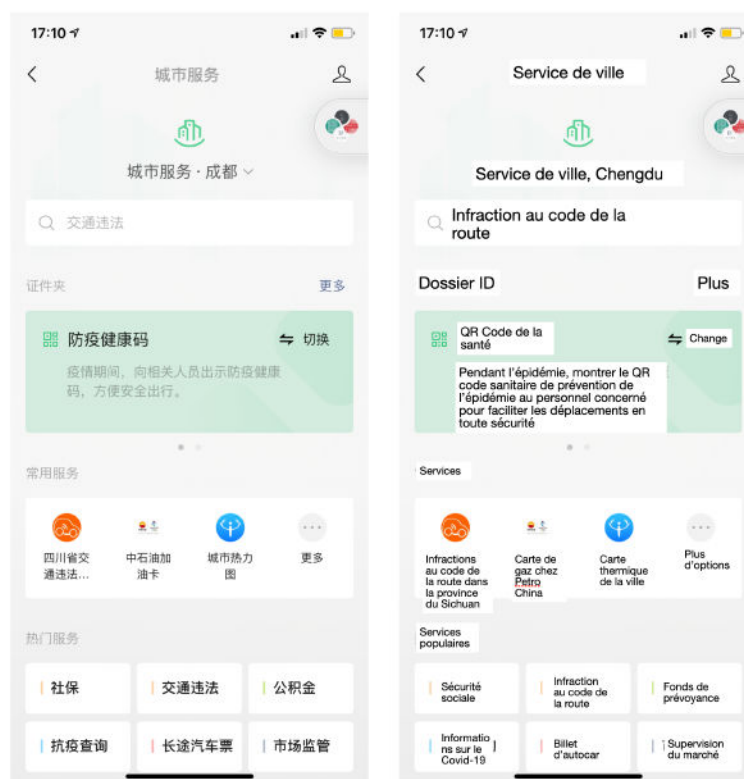 17:10
城市服务
城市服务 · 成都
交通违法
证件夹
更多
防疫健康码
切换
疫情期间，向相关人员出示防疫健康
码，方便安全出行。
常用服务
四川省交
通违法...
中石油加
油卡
城市热力
图
更多
热门服务
社保
交通违法
公积金
抗疫查询
长途汽车票
市场监管
17:10
Service de ville
Service de ville, Chengdu
Infraction au code de la
route
Dossier ID
Plus
QR Code de la
santé
Change
Pendant l'épidémie, montrer le QR
code sanitaire de prévention de
l'épidémie au personnel concerné
pour faciliter les déplacements en
toute sécurité
Services
Infractions
au code de
la route dans
la province
du Sichuan
Carte de
gaz chez
Petro
China
Carte
thermique
de la ville
Plus
d'options
Services
populaires
Sécurité
sociale
Infraction
au code de
la route
Fonds de
prévoyance
Informatio
ns sur le
Covid-19
Billet
d'autocar
Supervision
du marché